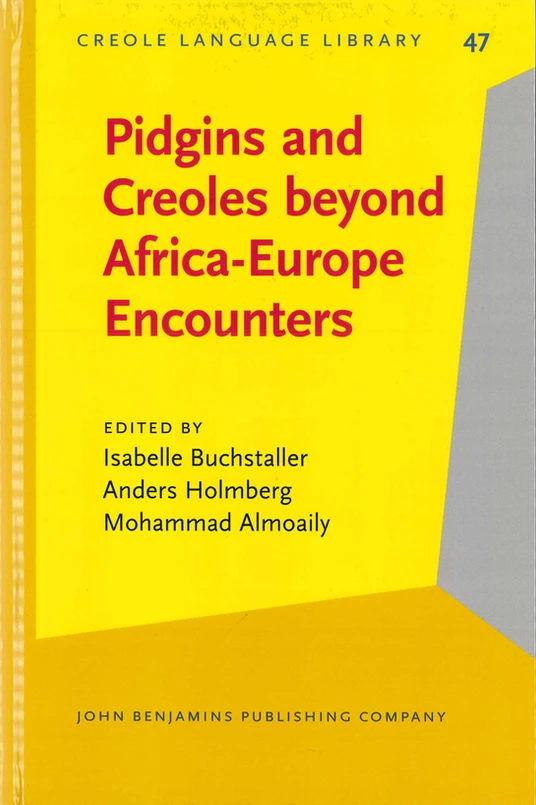 CREOLE LANGUAGE LIBRARY 47
Pidgins and
Creoles beyond
Africa-Europe
Encounters
EDITED BY
Isabelle Buchstaller
Anders Holmberg
Mohammad Almoaily
JOHN BENJAMINS PUBLISHING COMPANY